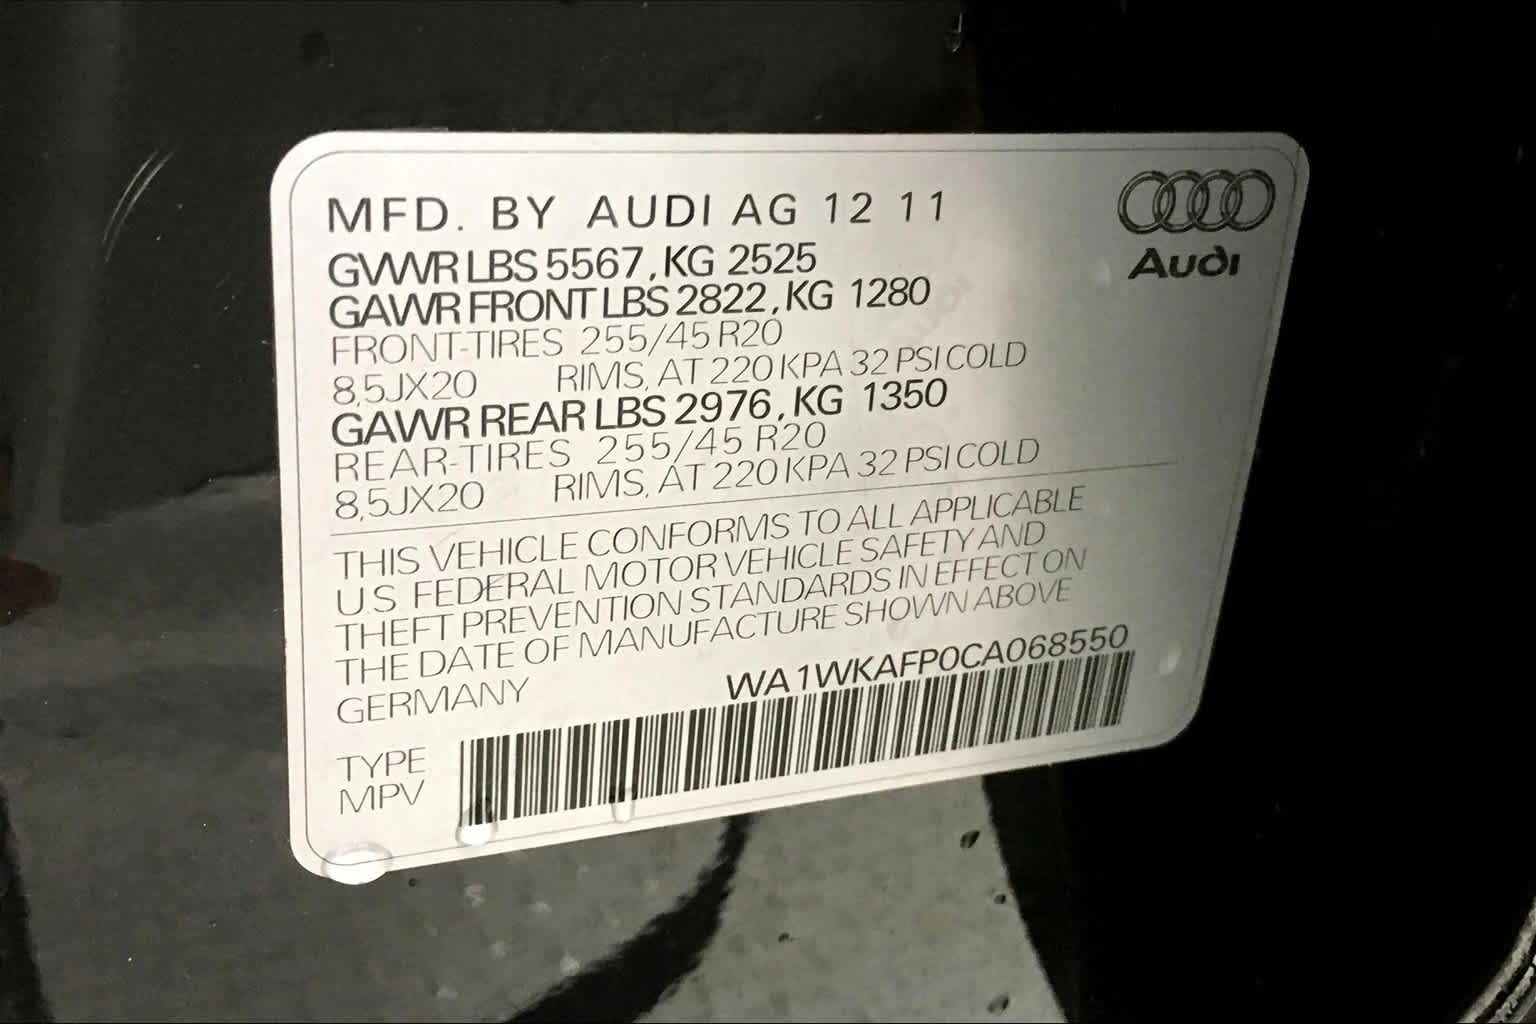 MFD. BY AUDI AG 12 11
Audi
GVWR LBS 5567, KG 2525
GAWR FRONT LBS 2822, KG 1280
FRONT-TIRES 255/45 R20
8,5JX20 RIMS, AT 220 KPA 32 PSI COLD
GAWR REAR LBS 2976, KG 1350
REAR-TIRES 255/45 R20
8,5JX20 RIMS, AT 220 KPA 32 PSI COLD
THIS VEHICLE CONFORMS TO ALL APPLICABLE
U.S FEDERAL MOTOR VEHICLE SAFETY AND
THEFT PREVENTION STANDARDS IN EFFECT ON
THE DATE OF MANUFACTURE SHOWN ABOVE
GERMANY WA1WKAFP0CA068550
TYPE
MPV